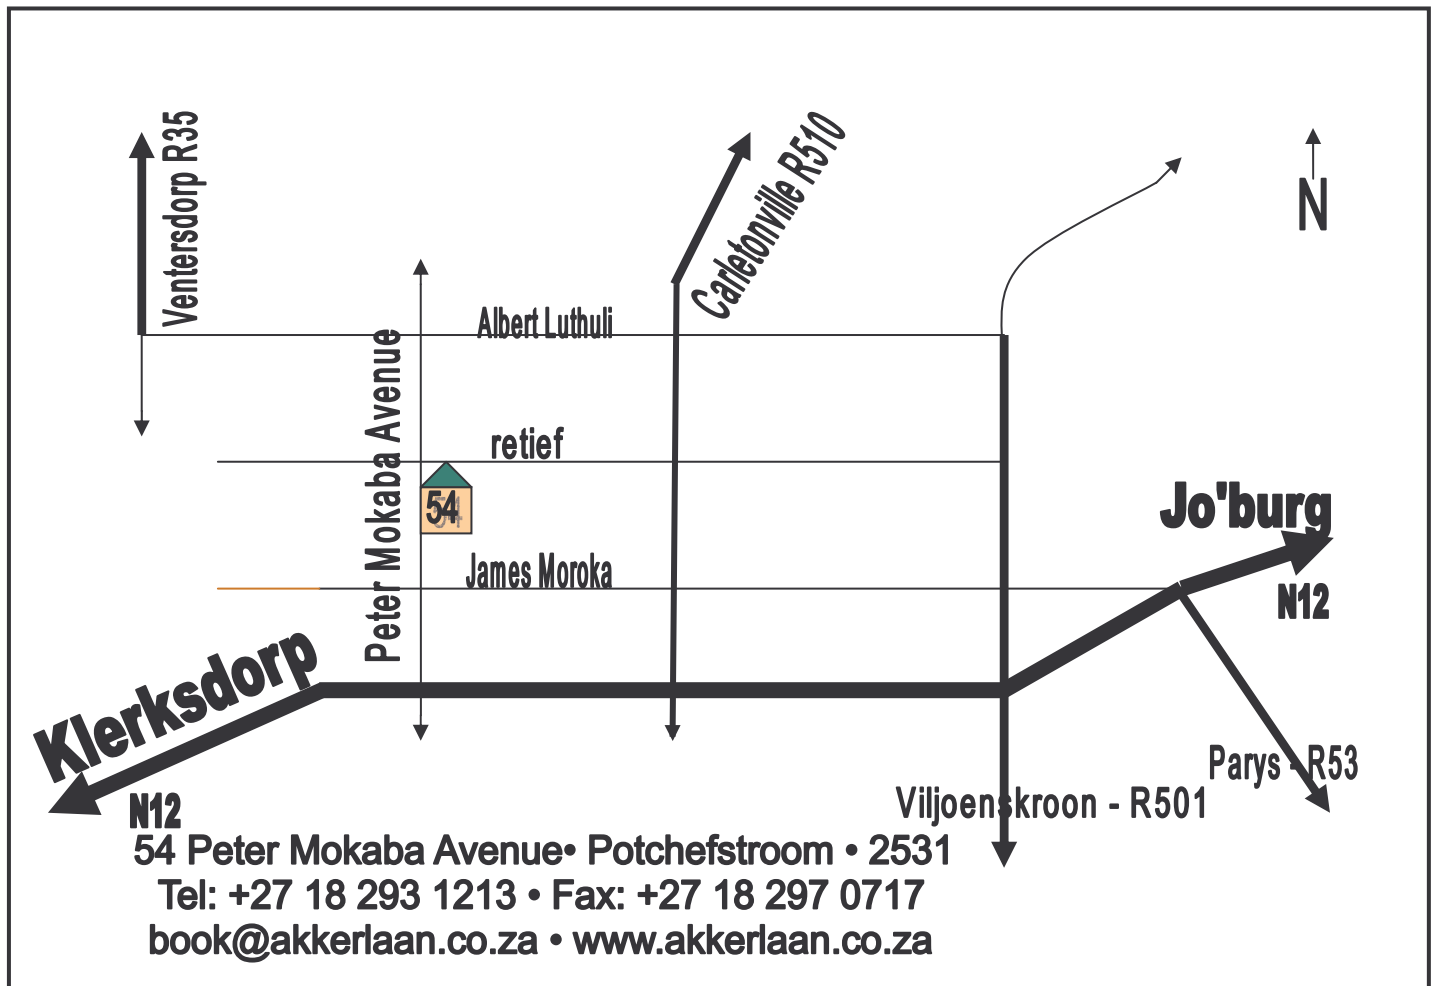 Ventersdorp R35
Carletonville R510
N
Albert Luthuli
Peter Mokaba Avenue
retief
54
James Moroka
Jo'burg
N12
Klerksdorp
N12
Parys - R53
Viljoenskroon - R501
54 Peter Mokaba Avenue• Potchefstroom • 2531
Tel: +27 18 293 1213 • Fax: +27 18 297 0717
book@akkerlaan.co.za • www.akkerlaan.co.za